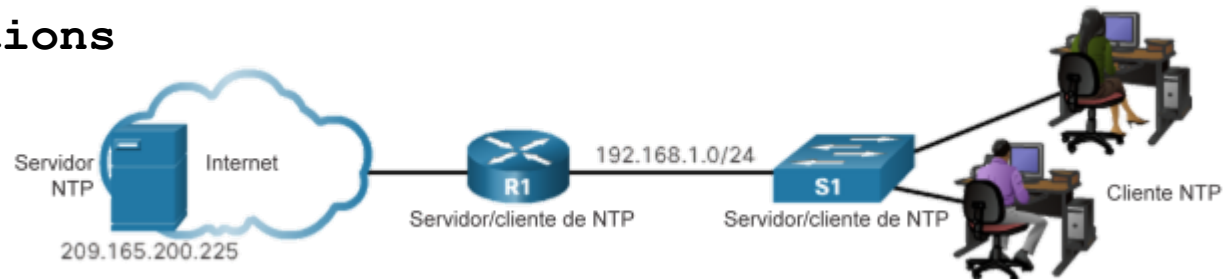 Servidor
NTP
Internet
209.165.200.225
R1
Servidor/cliente de NTP
192.168.1.0/24
S1
Servidor/cliente de NTP
Cliente NTP